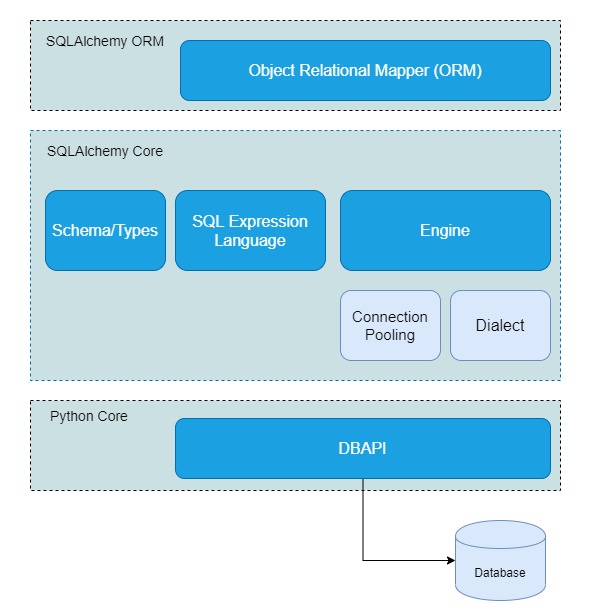 SQLAlchemy ORM
Object Relational Mapper (ORM)
SQLAlchemy Core
Schema/Types
SQL Expression
Language
Engine
Connection
Pooling
Dialect
Python Core
DBAPI
Database